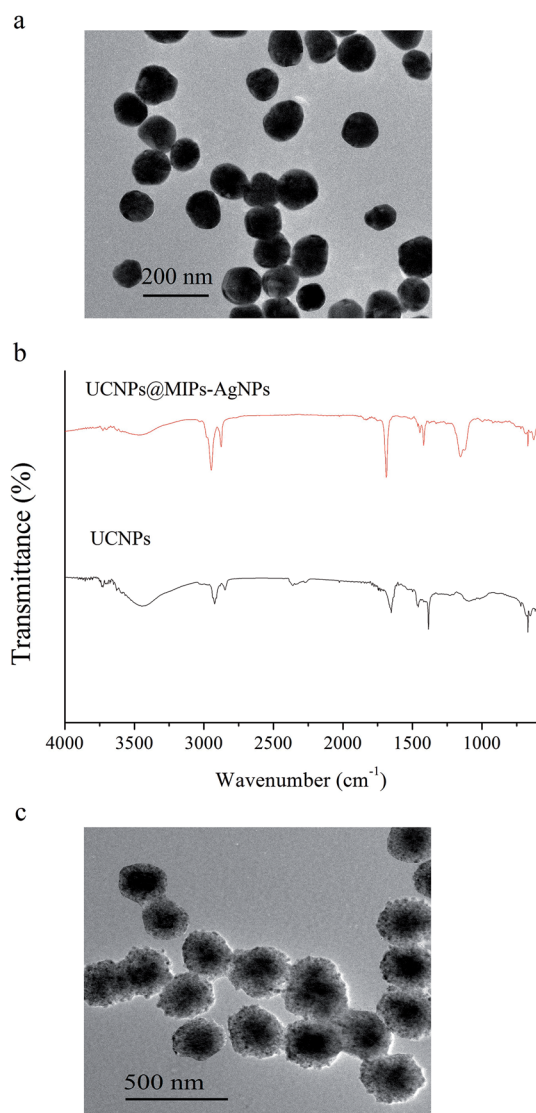 a
200 nm
b
UCNPs@MIPs-AgNPs
UCNPs
Transmittance (%)
4000 3500 3000 2500 2000 1500 1000
Wavenumber (cm⁻¹)
c
500 nm